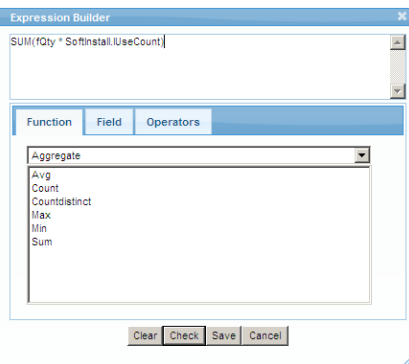 Expression Builder
SUM(fQty * SoftInstall.lUseCount)
Function Field Operators
Aggregate
Avg
Count
Countdistinct
Max
Min
Sum
Clear Check Save Cancel